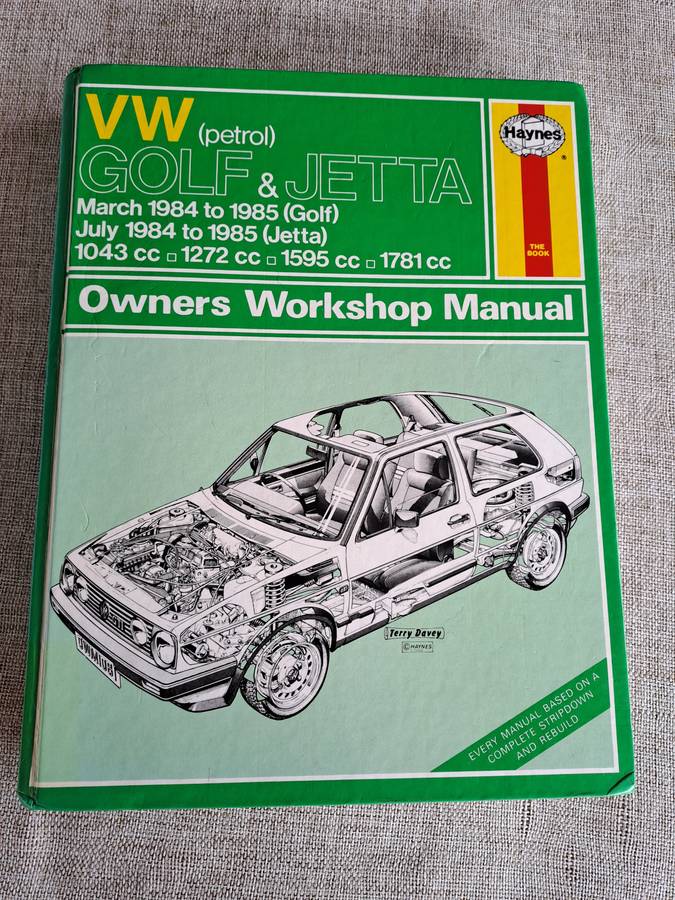 VW (petrol)
GOLF & JETTA
March 1984 to 1985 (Golf)
July 1984 to 1985 (Jetta)
1043 cc □ 1272 cc □ 1595 cc □ 1781 cc
Haynes
®
THE
BOOK
Owners Workshop Manual
Terry Davey
© HAYNES
EVERY MANUAL BASED ON A
COMPLETE STRIPDOWN
AND REBUILD